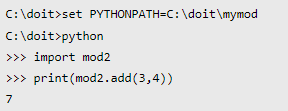 C:\doit>set PYTHONPATH=C:\doit\mymod
C:\doit>python
>>> import mod2
>>> print(mod2.add(3,4))
7